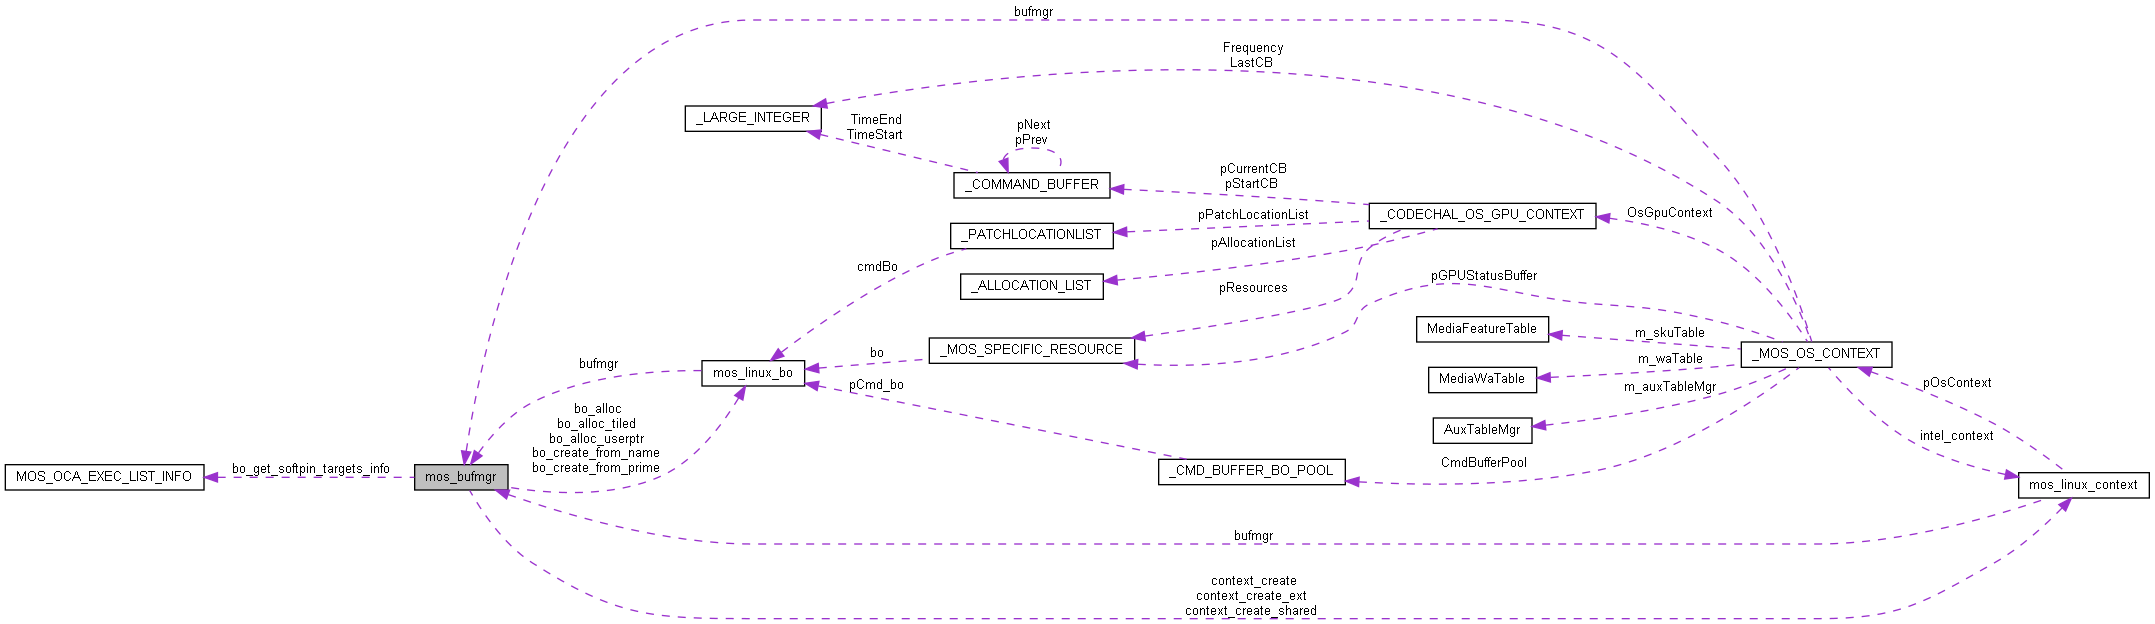 bufmgr
Frequency
LastCB
_LARGE_INTEGER
TimeEnd
TimeStart
pNext
pPrev
_COMMAND_BUFFER
pCurrentCB
pStartCB
_CODECHAL_OS_GPU_CONTEXT
OsGpuContext
pPatchLocationList
_PATCHLOCATIONLIST
pAllocationList
cmdBo
_ALLOCATION_LIST
pGPUStatusBuffer
pResources
MediaFeatureTable
m_skuTable
_MOS_SPECIFIC_RESOURCE
bo
_MOS_OS_CONTEXT
bufmgr
mos_linux_bo
m_waTable
MediaWaTable
pCmd_bo
m_auxTableMgr
pOsContext
bo_alloc
bo_alloc_tiled
bo_alloc_userptr
bo_create_from_name
bo_create_from_prime
AuxTableMgr
intel_context
CmdBufferPool
_CMD_BUFFER_BO_POOL
bo_get_softpin_targets_info
MOS_OCA_EXEC_LIST_INFO
mos_bufmgr
mos_linux_context
bufmgr
context_create
context_create_ext
context_create_shared